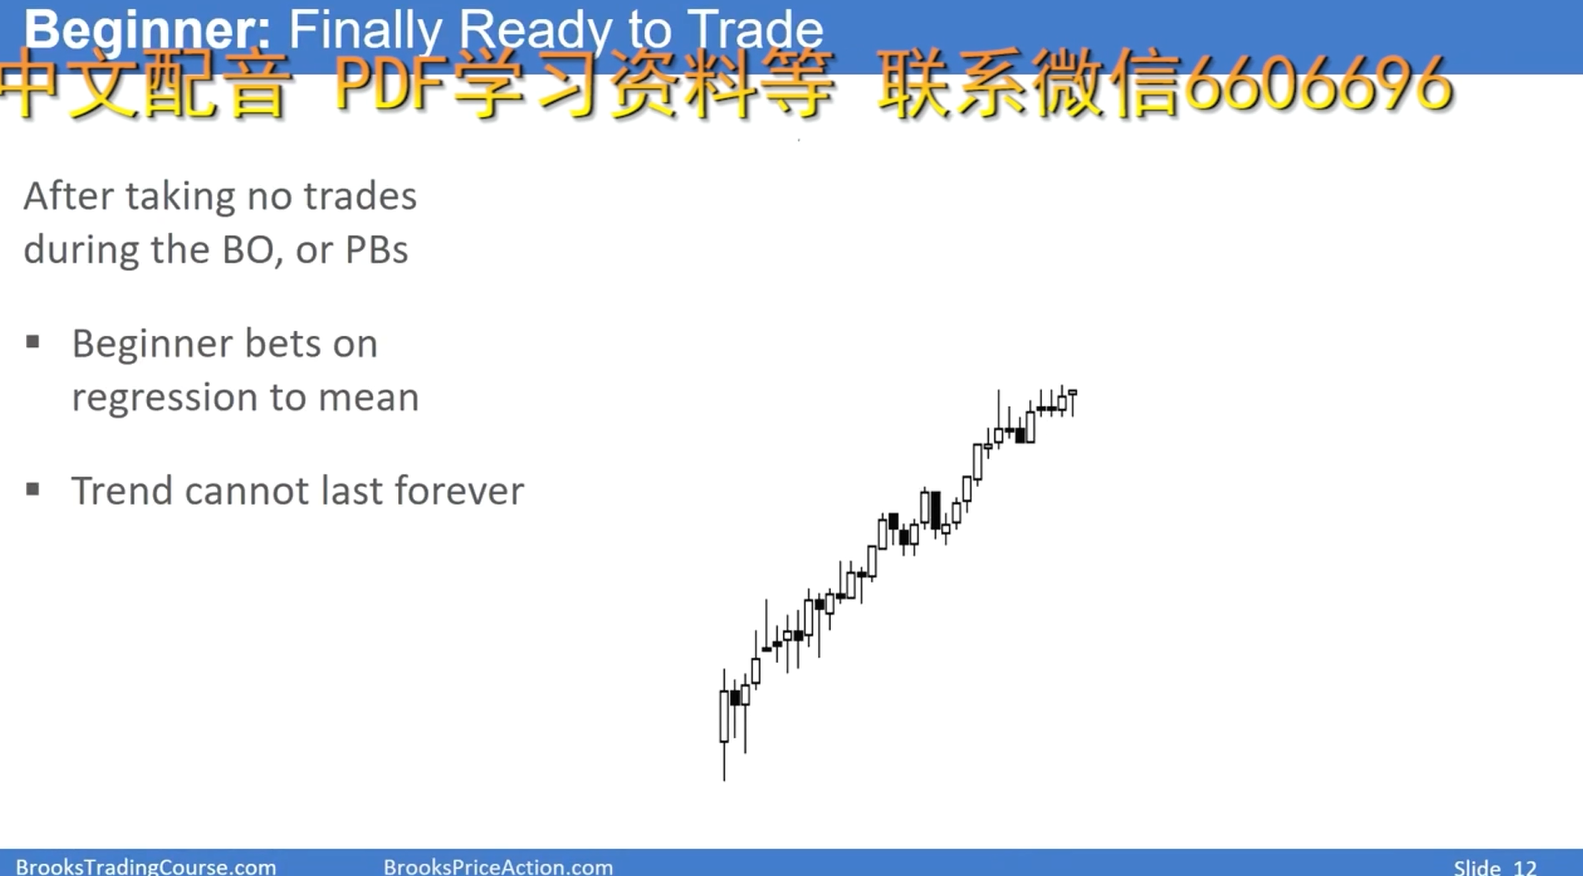 Beginner: Finally Ready to Trade
中文配音 PDF学习资料等 联系微信6606696
After taking no trades
during the BO, or PBs
▪ Beginner bets on
regression to mean
▪ Trend cannot last forever
BrooksTradingCourse.com BrooksPriceAction.com Slide 12